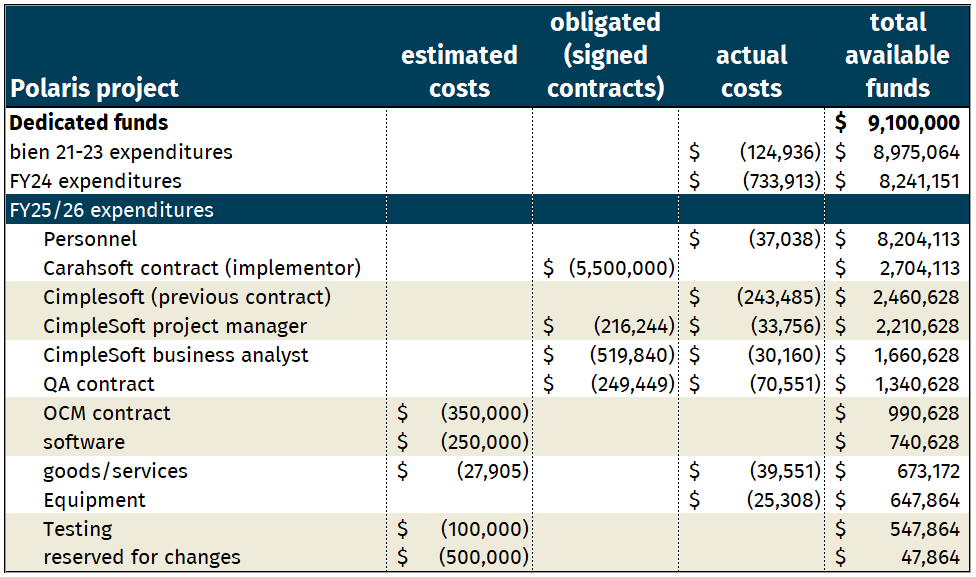 Polaris project estimated costs obligated (signed contracts) actual costs total available funds
Dedicated funds $ 9,100,000
bien 21-23 expenditures $ (124,936) $ 8,975,064
FY24 expenditures $ (733,913) $ 8,241,151
FY25/26 expenditures
Personnel $ (37,038) $ 8,204,113
Carahsoft contract (implementor) $ (5,500,000) $ 2,704,113
Cimplesoft (previous contract) $ (243,485) $ 2,460,628
CimpleSoft project manager $ (216,244) $ (33,756) $ 2,210,628
CimpleSoft business analyst $ (519,840) $ (30,160) $ 1,660,628
QA contract $ (249,449) $ (70,551) $ 1,340,628
OCM contract $ (350,000) $ 990,628
software $ (250,000) $ 740,628
goods/services $ (27,905) $ (39,551) $ 673,172
Equipment $ (25,308) $ 647,864
Testing $ (100,000) $ 547,864
reserved for changes $ (500,000) $ 47,864